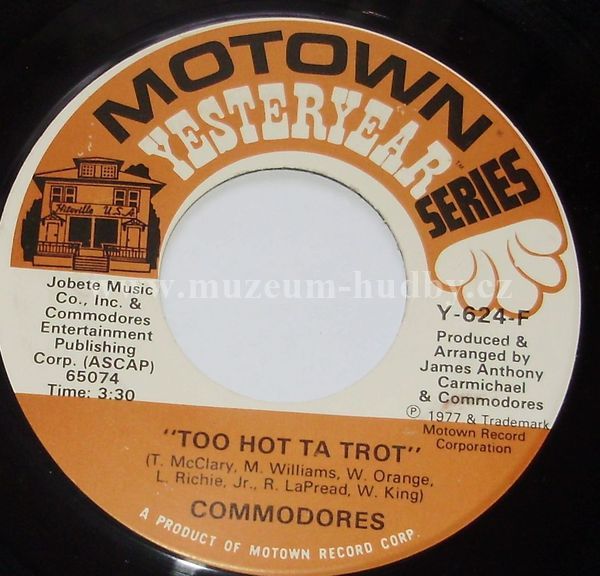 MOTOWN
YESTERYEAR™
SERIES
Hitsville U.S.A
www.muzeum-hudby.cz
Jobete Music
Co., Inc. &
Commodores
Entertainment
Publishing
Corp. (ASCAP)
65074
Time: 3:30
Y-624-F
Produced &
Arranged by
James Anthony
Carmichael
& Commodores
℗ 1977 & Trademark
Motown Record
Corporation
"TOO HOT TA TROT"
(T. McClary, M. Williams, W. Orange,
L. Richie, Jr., R. LaPread, W. King)
COMMODORES
A PRODUCT OF MOTOWN RECORD CORP.